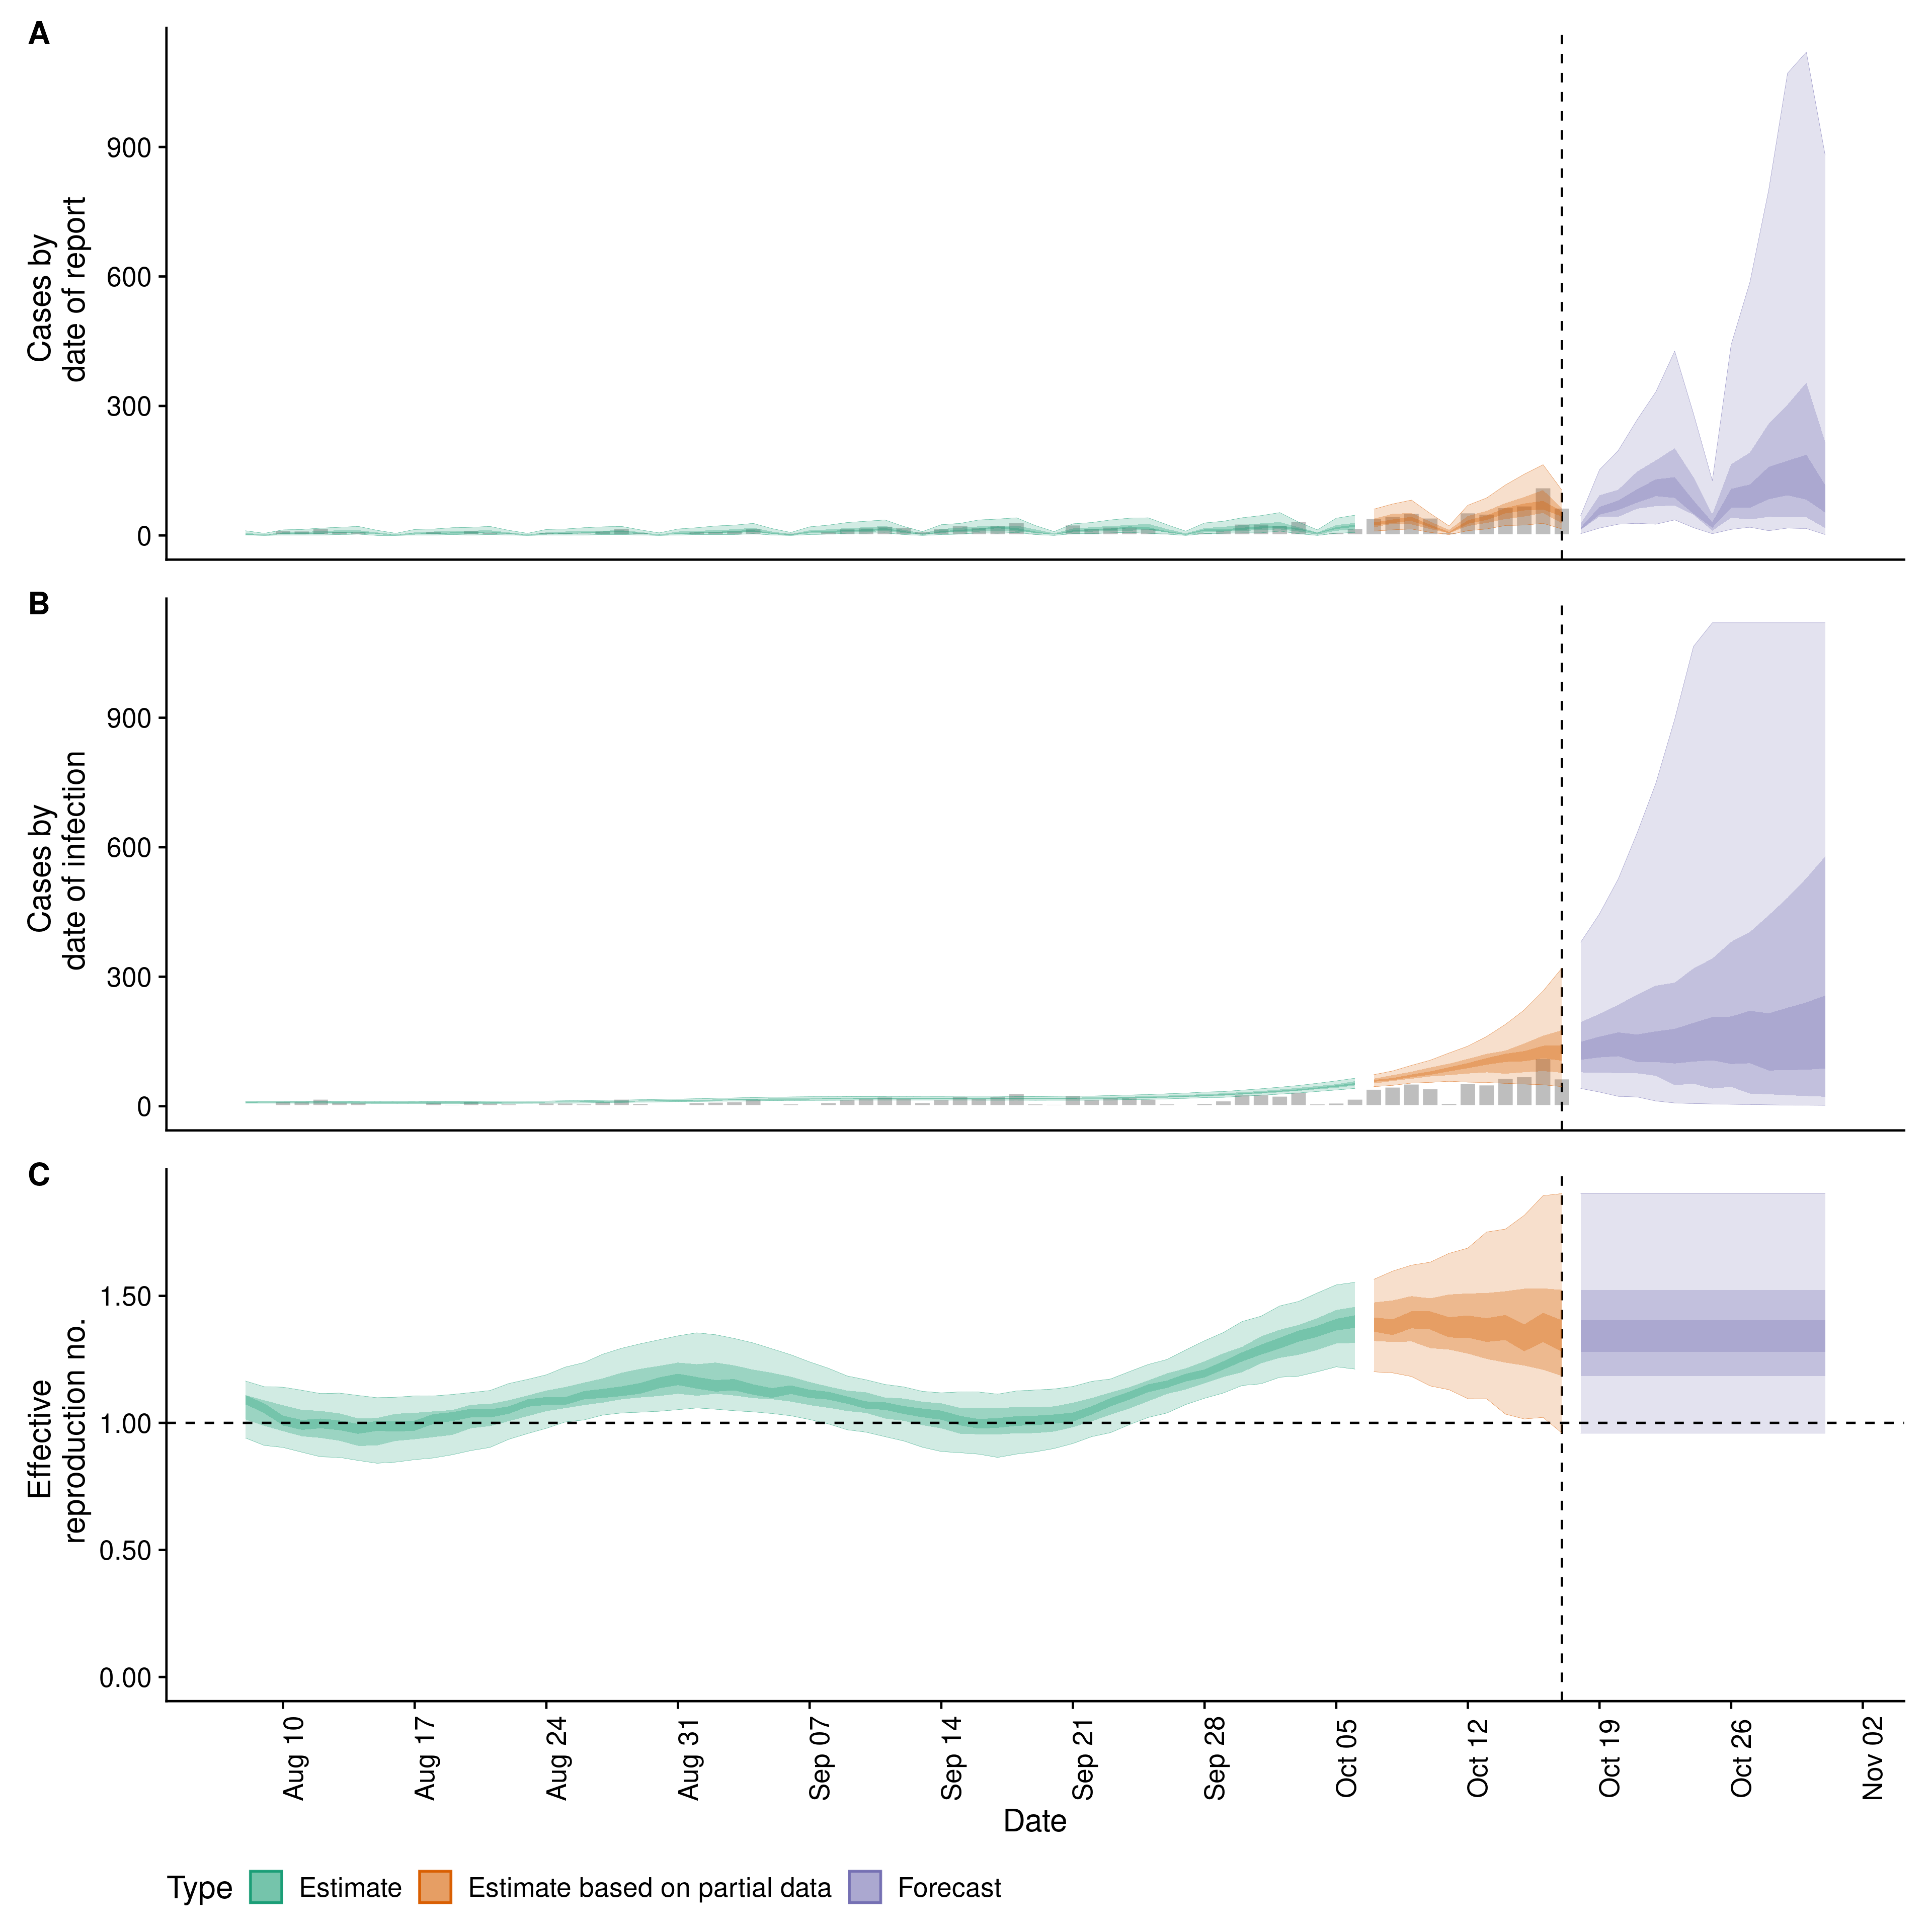 A
Cases by
date of report
900
600
300
0
B
Cases by
date of infection
900
600
300
0
C
Effective
reproduction no.
1.50
1.00
0.50
0.00
Aug 10
Aug 17
Aug 24
Aug 31
Sep 07
Sep 14
Sep 21
Sep 28
Oct 05
Oct 12
Oct 19
Oct 26
Nov 02
Date
Type
Estimate
Estimate based on partial data
Forecast